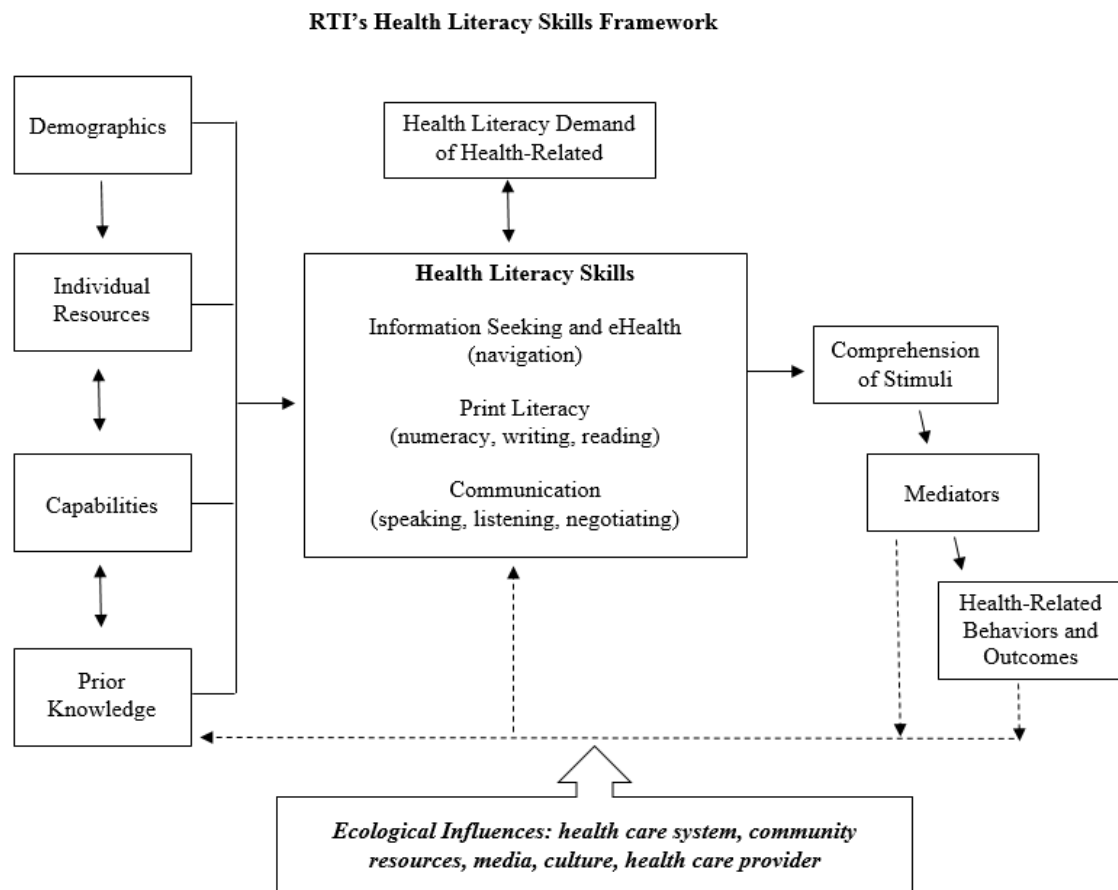 RTI’s Health Literacy Skills Framework
Demographics
Health Literacy Demand
of Health-Related
Individual
Resources
Health Literacy Skills
Information Seeking and eHealth
(navigation)
Print Literacy
(numeracy, writing, reading)
Communication
(speaking, listening, negotiating)
Comprehension
of Stimuli
Capabilities
Mediators
Health-Related
Behaviors and
Outcomes
Prior
Knowledge
Ecological Influences: health care system, community
resources, media, culture, health care provider